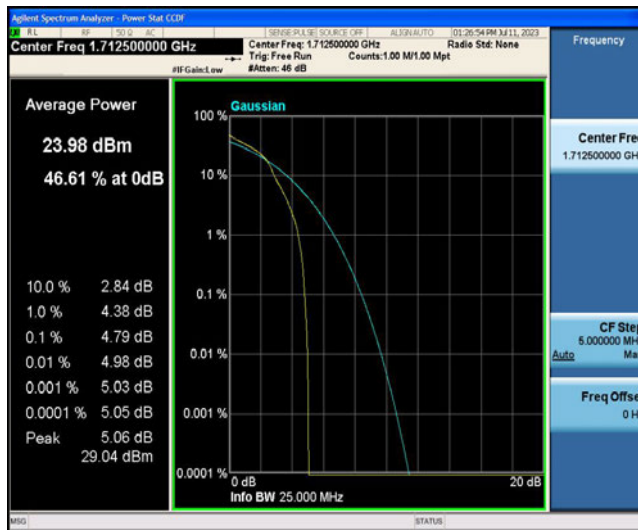 Agilent Spectrum Analyzer - Power Stat CCDF
RL RF 50 Ω AC SENSE:PULSE SOURCE OFF ALIGN AUTO 01:26:54 PM Jul 11, 2023
Center Freq 1.712500000 GHz
Center Freq: 1.712500000 GHz Radio Std: None
Trig: Free Run Counts:1.00 M/1.00 Mpt
#IFGain:Low #Atten: 46 dB
Frequency
Average Power
23.98 dBm
46.61 % at 0dB
10.0 % 2.84 dB
1.0 % 4.38 dB
0.1 % 4.79 dB
0.01 % 4.98 dB
0.001 % 5.03 dB
0.0001 % 5.05 dB
Peak 5.06 dB
29.04 dBm
Gaussian
100 %
10 %
1 %
0.1 %
0.01 %
0.001 %
0.0001 %
0 dB 20 dB
Info BW 25.000 MHz
Center Fre
1.712500000 GH
CF Ste
5.000000 MH
Auto Ma
Freq Offse
0 H
MSG STATUS